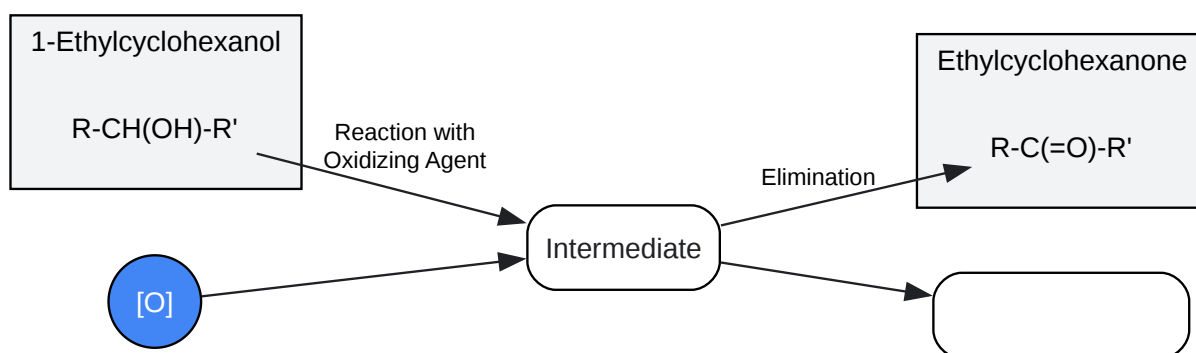 1-Ethylcyclohexanol
R-CH(OH)-R'
Reaction with
Oxidizing Agent
[O]
Intermediate
Elimination
Ethylcyclohexanone
R-C(=O)-R'